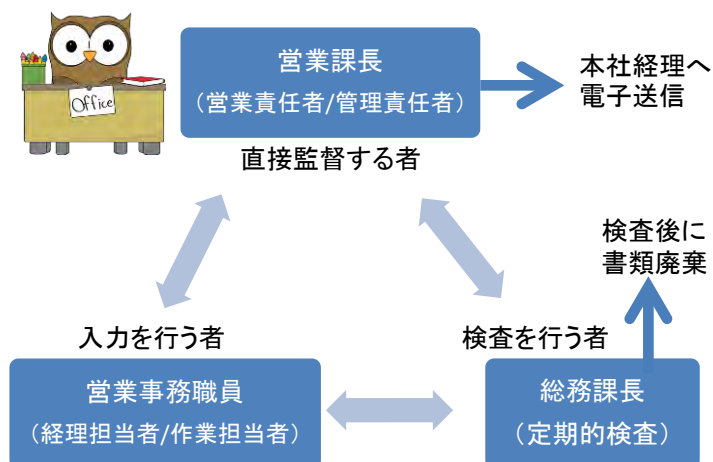 Office
営業課長
（営業責任者/管理責任者）
本社経理へ
電子送信
直接監督する者
検査後に
書類廃棄
入力を行う者
検査を行う者
営業事務職員
（経理担当者/作業担当者）
総務課長
（定期的検査）